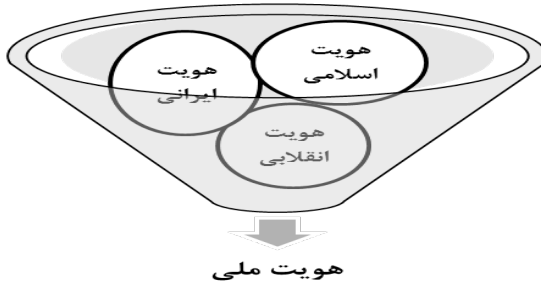 هویت
اسلامی
هویت
ایرانی
هویت
انقلابی
هویت ملی